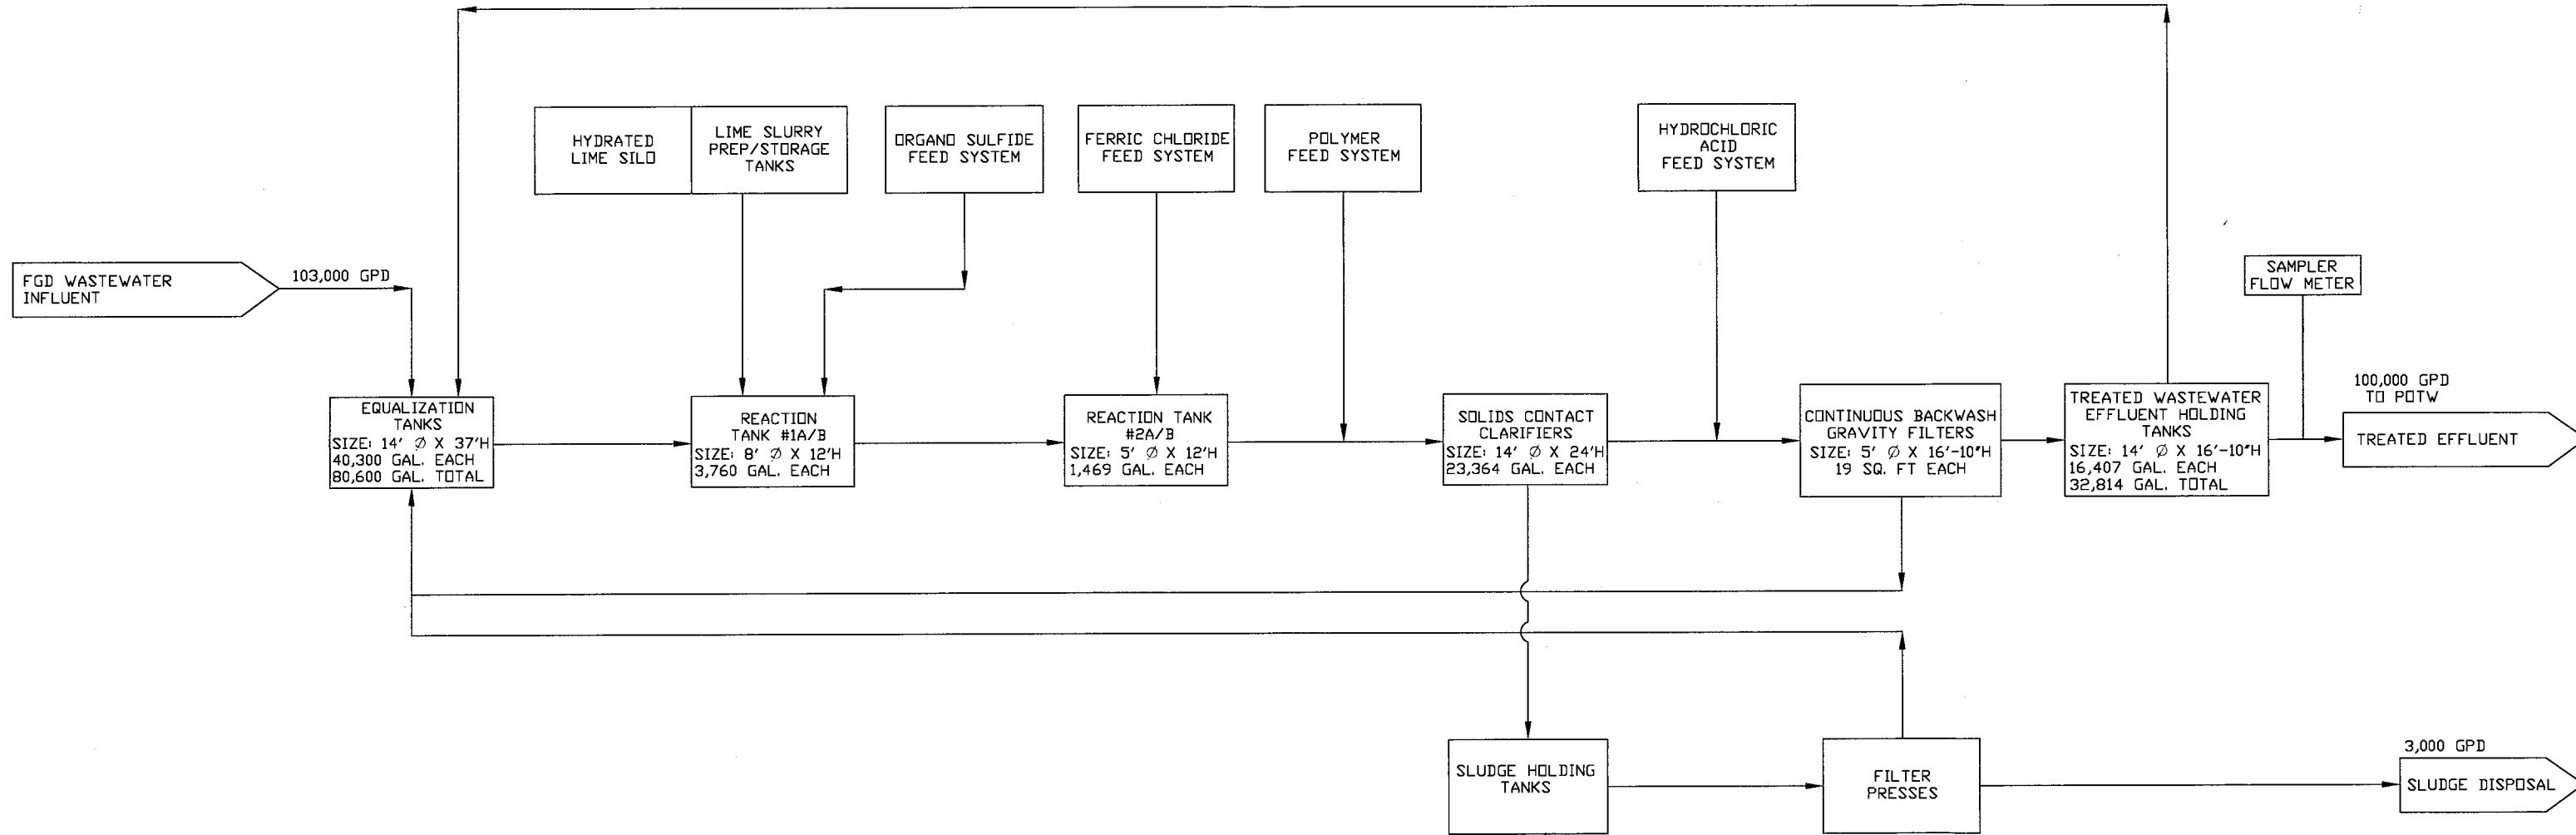 HYDRATED
LIME SILO
LIME SLURRY
PREP/STORAGE
TANKS
ORGANO SULFIDE
FEED SYSTEM
FERRIC CHLORIDE
FEED SYSTEM
POLYMER
FEED SYSTEM
HYDROCHLORIC
ACID
FEED SYSTEM
FGD WASTEWATER
INFLUENT
103,000 GPD
SAMPLER
FLOW METER
EQUALIZATION
TANKS
SIZE: 14' Ø X 37'H
40,300 GAL. EACH
80,600 GAL. TOTAL
REACTION
TANK #1A/B
SIZE: 8' Ø X 12'H
3,760 GAL. EACH
REACTION TANK
#2A/B
SIZE: 5' Ø X 12'H
1,469 GAL. EACH
SOLIDS CONTACT
CLARIFIERS
SIZE: 14' Ø X 24'H
23,364 GAL. EACH
CONTINUOUS BACKWASH
GRAVITY FILTERS
SIZE: 5' Ø X 16'-10"H
19 SQ. FT EACH
TREATED WASTEWATER
EFFLUENT HOLDING
TANKS
SIZE: 14' Ø X 16'-10"H
16,407 GAL. EACH
32,814 GAL. TOTAL
100,000 GPD
TO POTW
TREATED EFFLUENT
SLUDGE HOLDING
TANKS
FILTER
PRESSES
3,000 GPD
SLUDGE DISPOSAL